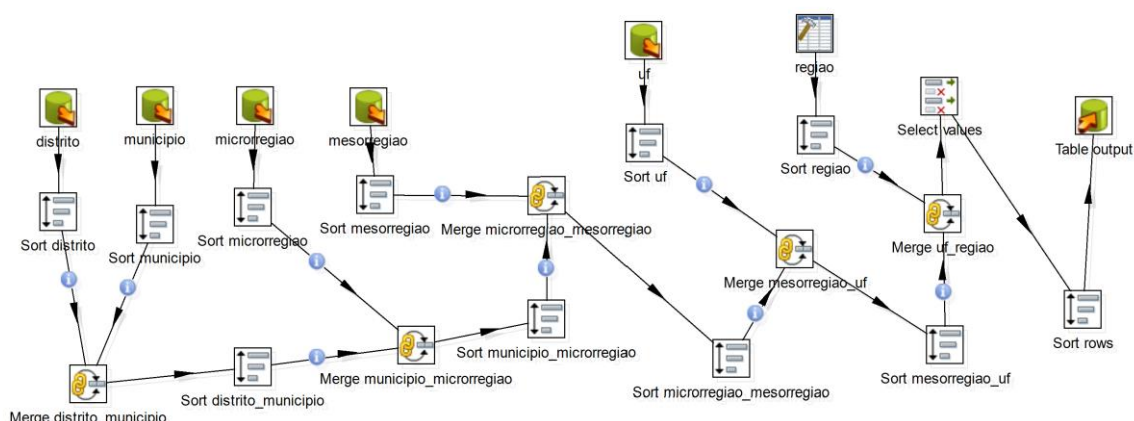 uf
regiao
distrito
municipio
microrregiao
mesorregiao
Select values
Table output
Sort uf
Sort regiao
Sort distrito
Sort municipio
Sort microrregiao
Sort mesorregiao
Merge microrregiao_mesorregiao
Merge mesorregiao_uf
Merge uf_regiao
Sort rows
Sort municipio_microrregiao
Merge municipio_microrregiao
Sort distrito_municipio
Sort microrregiao_mesorregiao
Sort mesorregiao_uf
Merge distrito_municipio